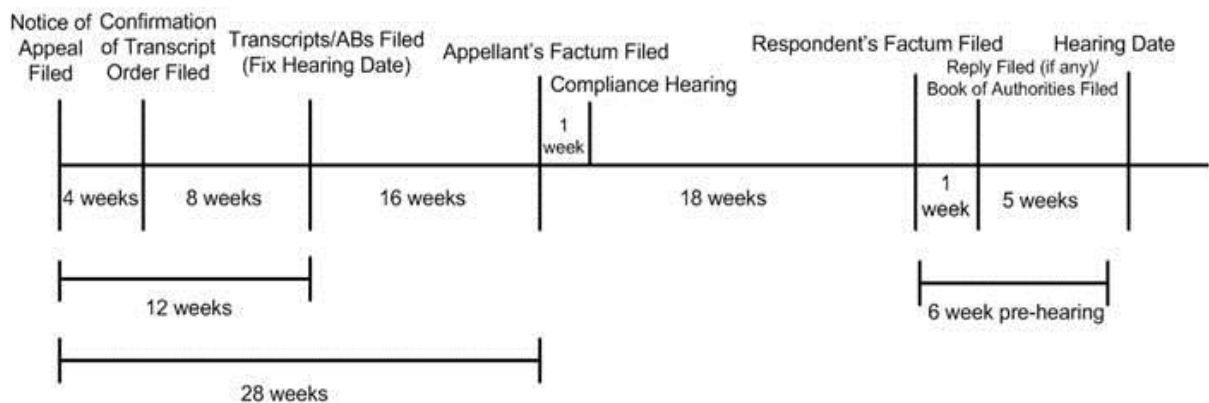 Notice of
Appeal
Filed
Confirmation
of Transcript
Order Filed
Transcripts/ABs Filed
(Fix Hearing Date)
Appellant's Factum Filed
Compliance Hearing
Respondent's Factum Filed
Reply Filed (if any)/
Book of Authorities Filed
Hearing Date
1
week
4 weeks
8 weeks
16 weeks
18 weeks
1
week
5 weeks
12 weeks
6 week pre-hearing
28 weeks